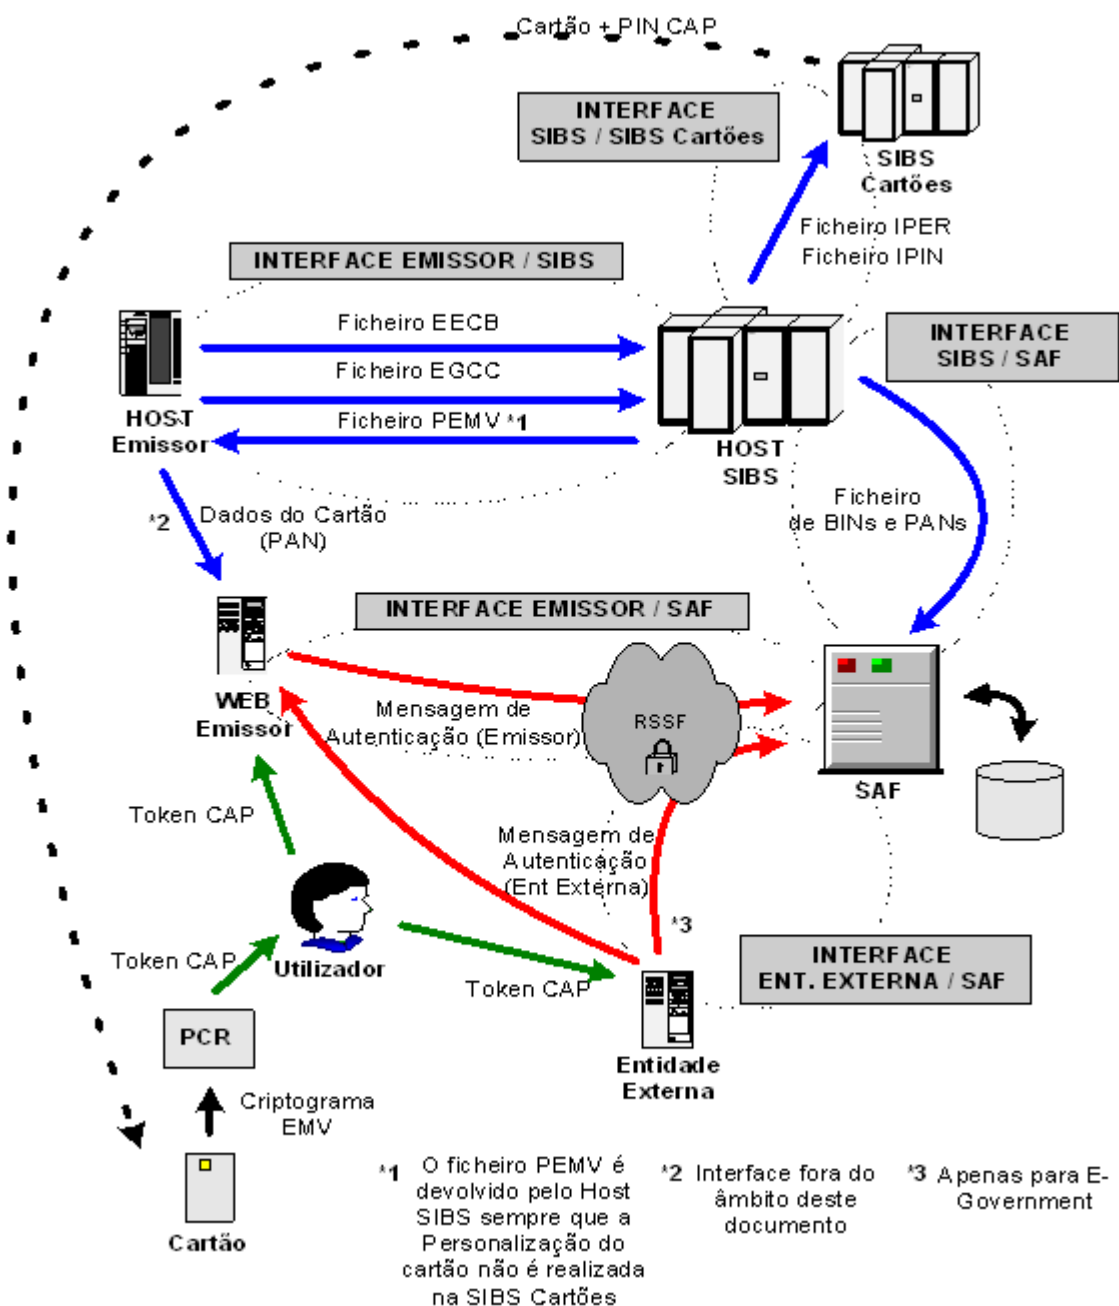 Cartão + PIN CAP
INTERFACE
SIBS / SIBS Cartões
SIBS
Cartões
Ficheiro IPER
Ficheiro IPIN
INTERFACE EMISSOR / SIBS
Ficheiro EECB
Ficheiro EGCC
Ficheiro PEMV *1
HOST
Emissor
HOST
SIBS
INTERFACE
SIBS / SAF
Ficheiro
de BINs e PANs
*2
Dados do Cartão
(PAN)
INTERFACE EMISSOR / SAF
WEB
Emissor
Mensagem de
Autenticação (Emissor)
RSSF
SAF
Token CAP
Mensagem de
Autenticação
(Ent Externa)
*3
Utilizador
Token CAP
Token CAP
INTERFACE
ENT. EXTERNA / SAF
PCR
Entidade
Externa
Criptograma
EMV
Cartão
*1 O ficheiro PEMV é
devolvido pelo Host
SIBS sempre que a
Personalização do
cartão não é realizada
na SIBS Cartões
*2 Interface fora do
âmbito deste
documento
*3 Apenas para E-
Government